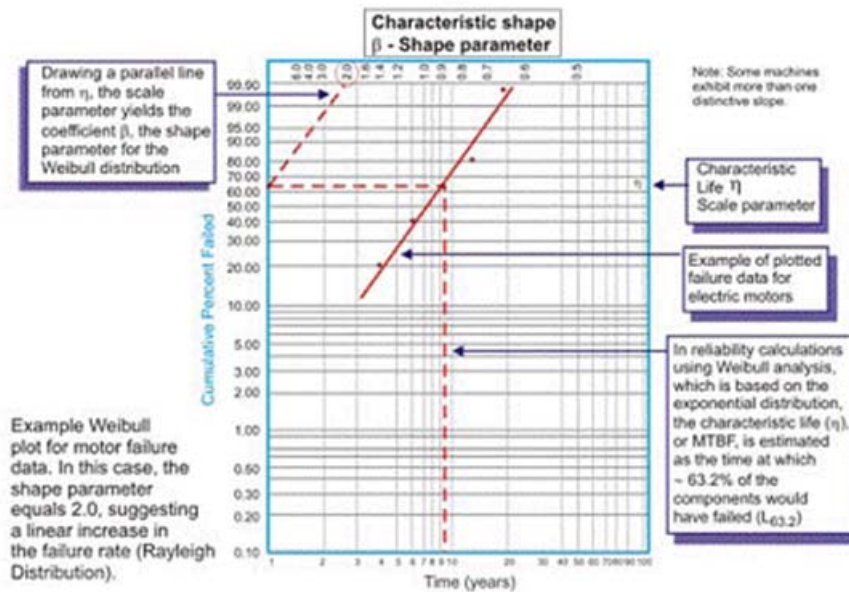 Characteristic shape
β - Shape parameter
6.0 4.0 3.0 2.0 1.6 1.4 1.2 1.0 0.9 0.8 0.7 0.6 0.5
Drawing a parallel line
from η, the scale
parameter yields the
coefficient β, the shape
parameter for the
Weibull distribution
Note: Some machines
exhibit more than one
distinctive slope.
99.90
99.00
95.00
90.00
80.00
70.00
60.00
50.00
40.00
30.00
20.00
10.00
5.00
3.00
2.00
1.00
0.50
0.30
0.20
0.10
Cumulative Percent Failed
Characteristic
Life η
Scale parameter
Example of plotted
failure data for
electric motors
In reliability calculations
using Weibull analysis,
which is based on the
exponential distribution,
the characteristic life (η),
or MTBF, is estimated
as the time at which
~ 63.2% of the
components would
have failed (L63.2)
Example Weibull
plot for motor failure
data. In this case, the
shape parameter
equals 2.0, suggesting
a linear increase in
the failure rate (Rayleigh
Distribution).
1 2 3 4 5 6 7 8 9 10 20 30 40 50 60 70 80 90 100
Time (years)